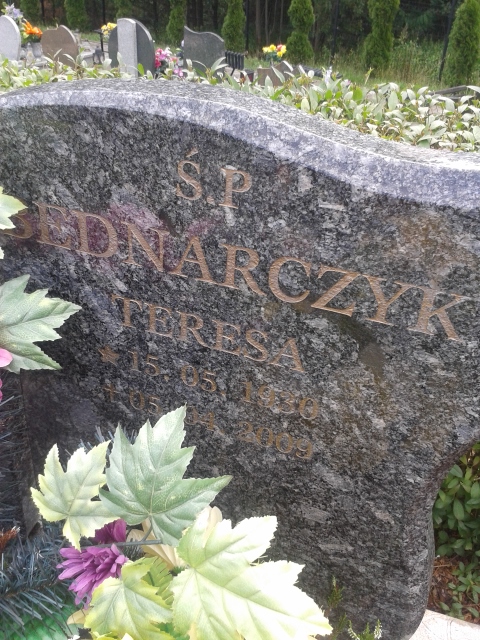 Ś.P
BEDNARCZYK
TERESA
★ 15. 05. 1930
† 05. 04. 2009